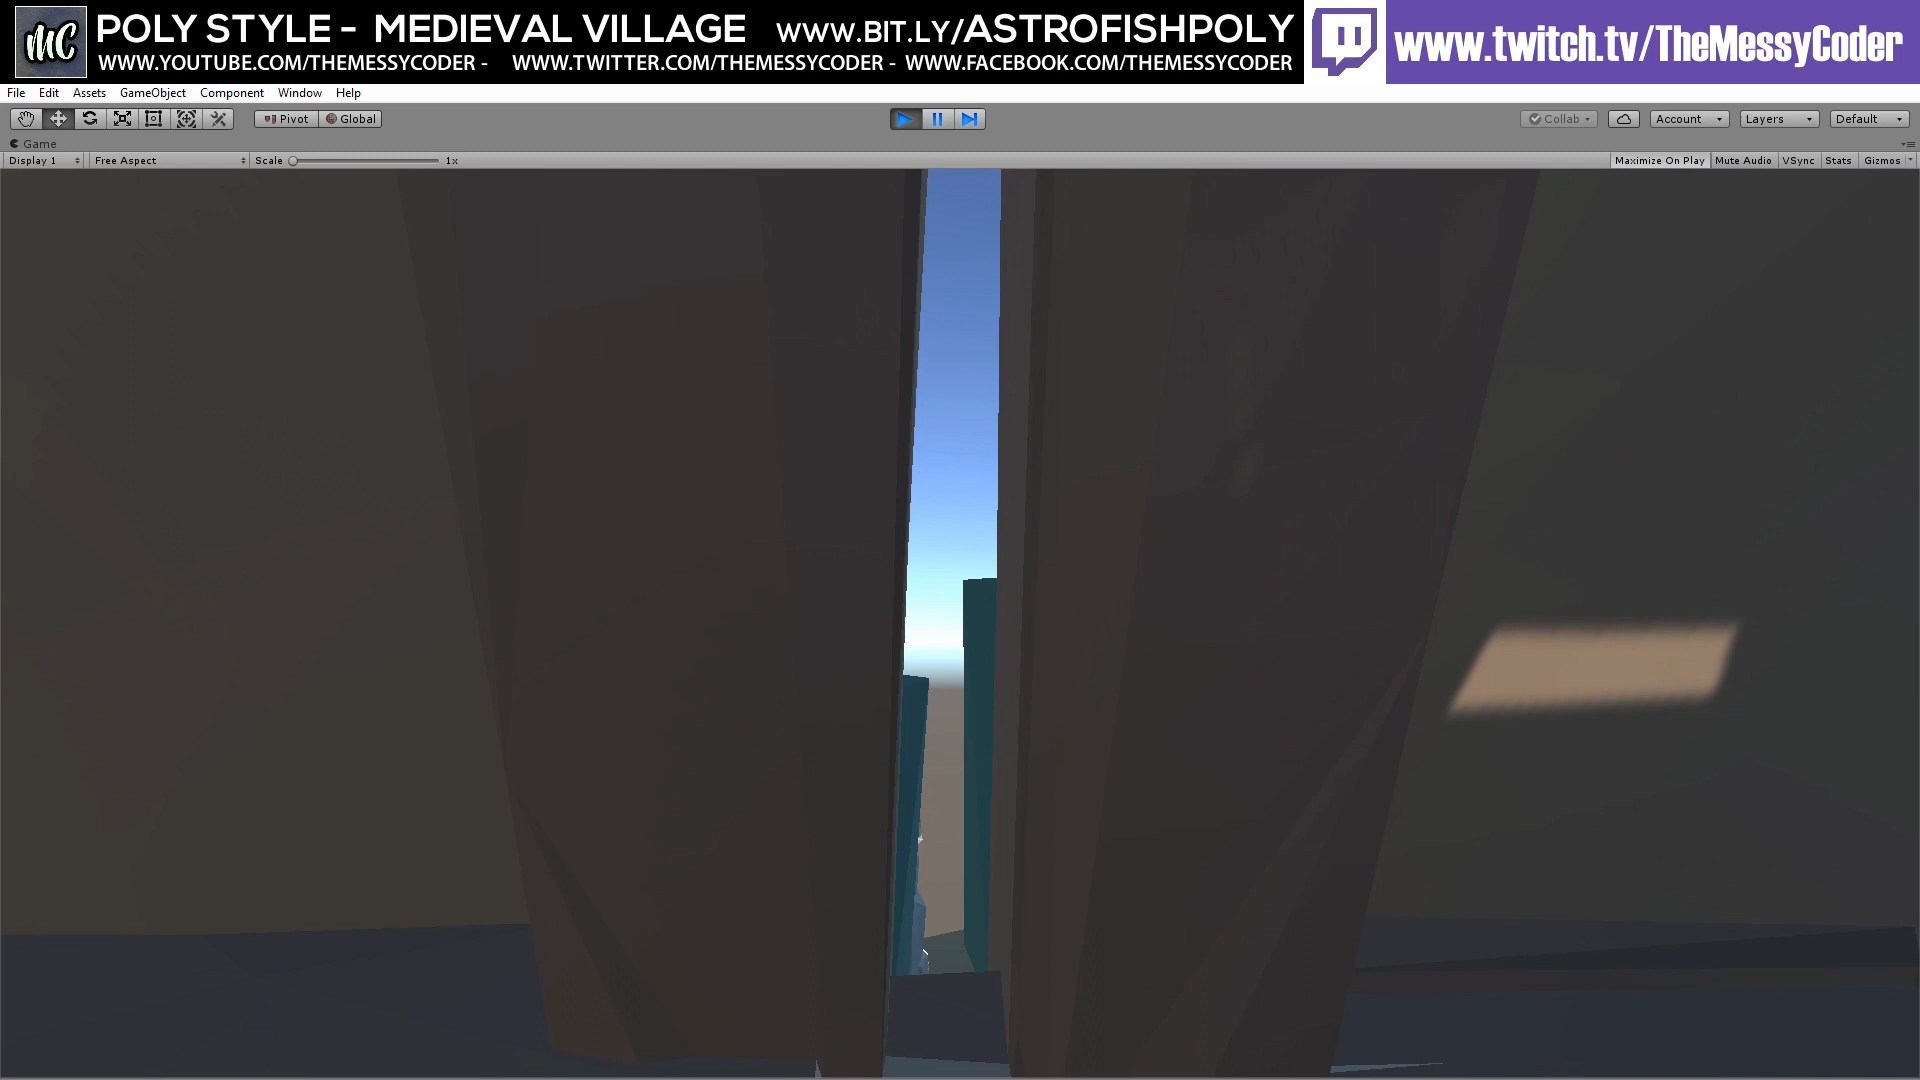 MC POLY STYLE - MEDIEVAL VILLAGE WWW.BIT.LY/ASTROFISHPOLY
WWW.YOUTUBE.COM/THEMESSYCODER - WWW.TWITTER.COM/THEMESSYCODER - WWW.FACEBOOK.COM/THEMESSYCODER
www.twitch.tv/TheMessyCoder
File Edit Assets GameObject Component Window Help
Pivot Global Collab Account Layers Default
Game
Display 1 Free Aspect Scale 1x Maximize On Play Mute Audio VSync Stats Gizmos